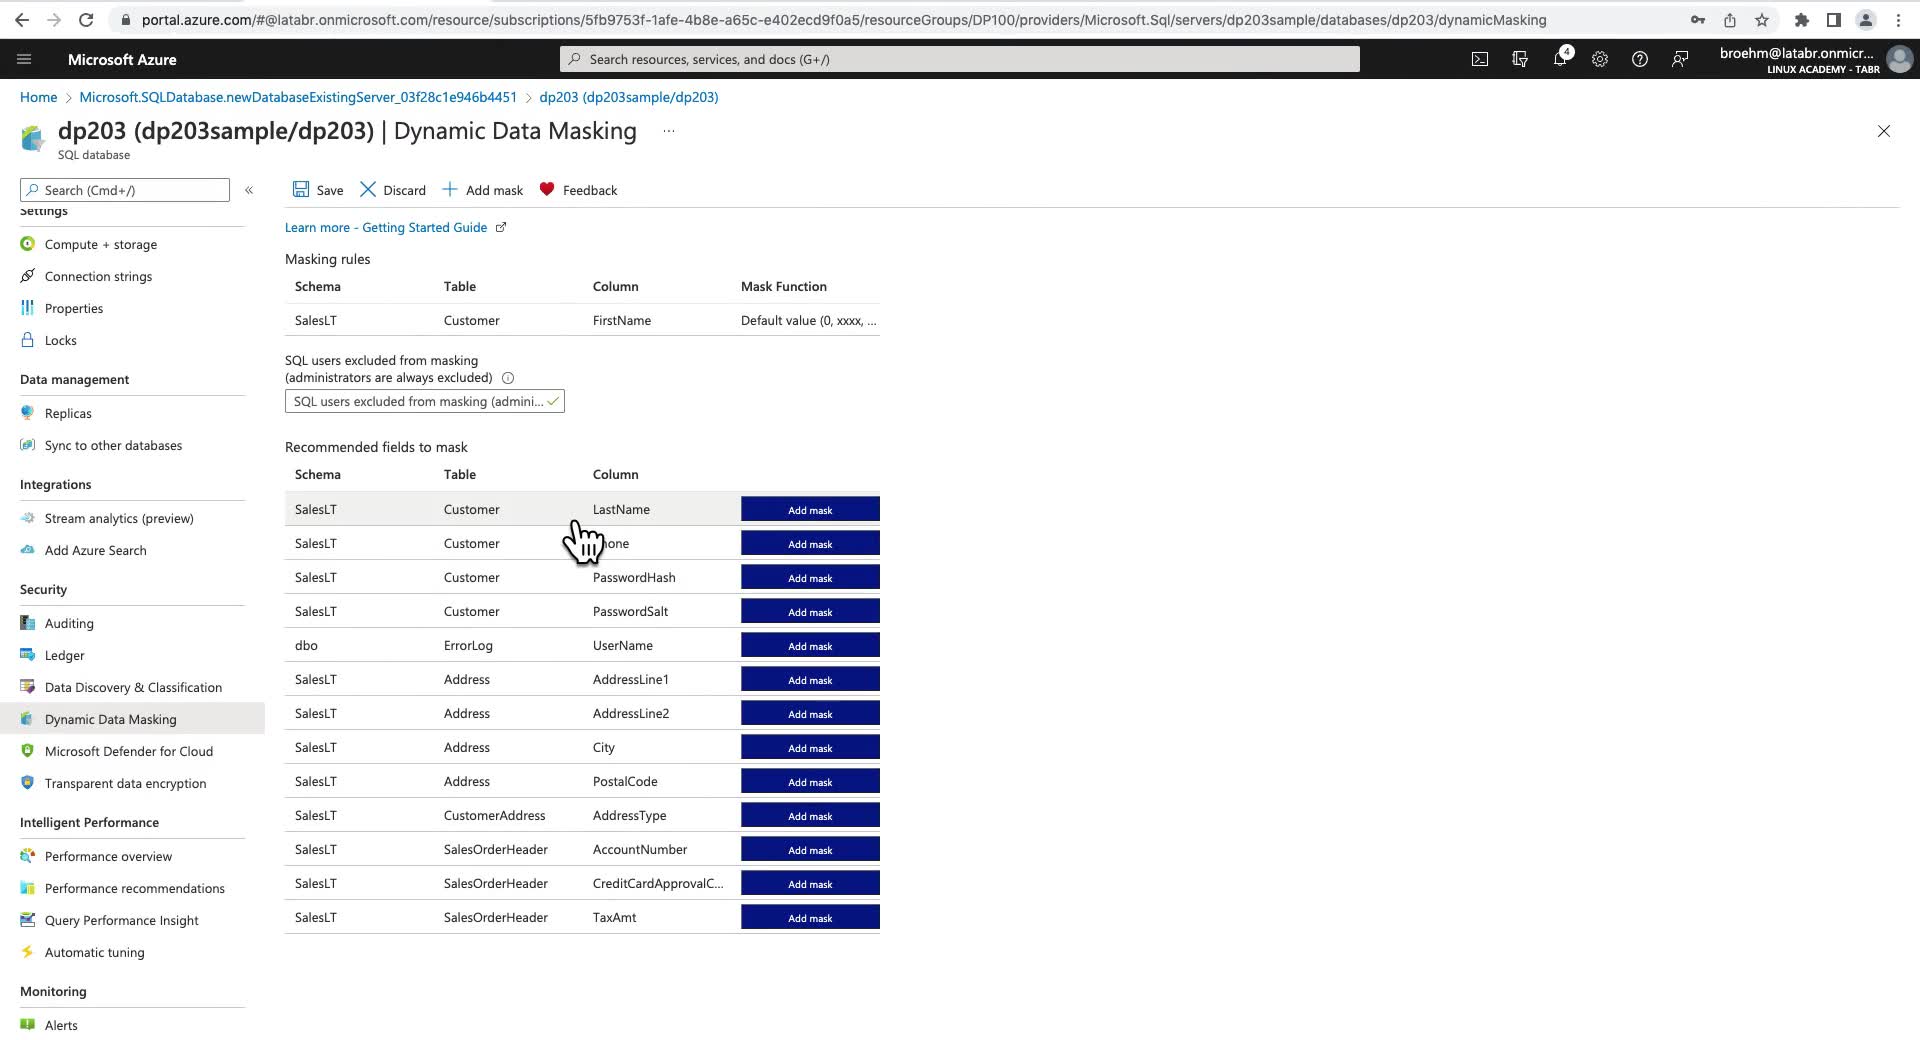 portal.azure.com/#@latabr.onmicrosoft.com/resource/subscriptions/5fb9753f-1afe-4b8e-a65c-e402ecd9f0a5/resourceGroups/DP100/providers/Microsoft.Sql/servers/dp203sample/databases/dp203/dynamicMasking
Microsoft Azure
Search resources, services, and docs (G+/)
4
broehm@latabr.onmicr...
LINUX ACADEMY - TABR
Home > Microsoft.SQLDatabase.newDatabaseExistingServer_03f28c1e946b4451 > dp203 (dp203sample/dp203)
dp203 (dp203sample/dp203) | Dynamic Data Masking ...
SQL database
Search (Cmd+/)
«
Settings
Compute + storage
Connection strings
Properties
Locks
Data management
Replicas
Sync to other databases
Integrations
Stream analytics (preview)
Add Azure Search
Security
Auditing
Ledger
Data Discovery & Classification
Dynamic Data Masking
Microsoft Defender for Cloud
Transparent data encryption
Intelligent Performance
Performance overview
Performance recommendations
Query Performance Insight
Automatic tuning
Monitoring
Alerts
Save Discard Add mask Feedback
Learn more - Getting Started Guide
Masking rules
Schema Table Column Mask Function
SalesLT Customer FirstName Default value (0, xxxx, ...
SQL users excluded from masking
(administrators are always excluded)
SQL users excluded from masking (admini...
Recommended fields to mask
Schema Table Column
SalesLT Customer LastName Add mask
SalesLT Customer Add mask
SalesLT Customer PasswordHash Add mask
SalesLT Customer PasswordSalt Add mask
dbo ErrorLog UserName Add mask
SalesLT Address AddressLine1 Add mask
SalesLT Address AddressLine2 Add mask
SalesLT Address City Add mask
SalesLT Address PostalCode Add mask
SalesLT CustomerAddress AddressType Add mask
SalesLT SalesOrderHeader AccountNumber Add mask
SalesLT SalesOrderHeader CreditCardApprovalC... Add mask
SalesLT SalesOrderHeader TaxAmt Add mask